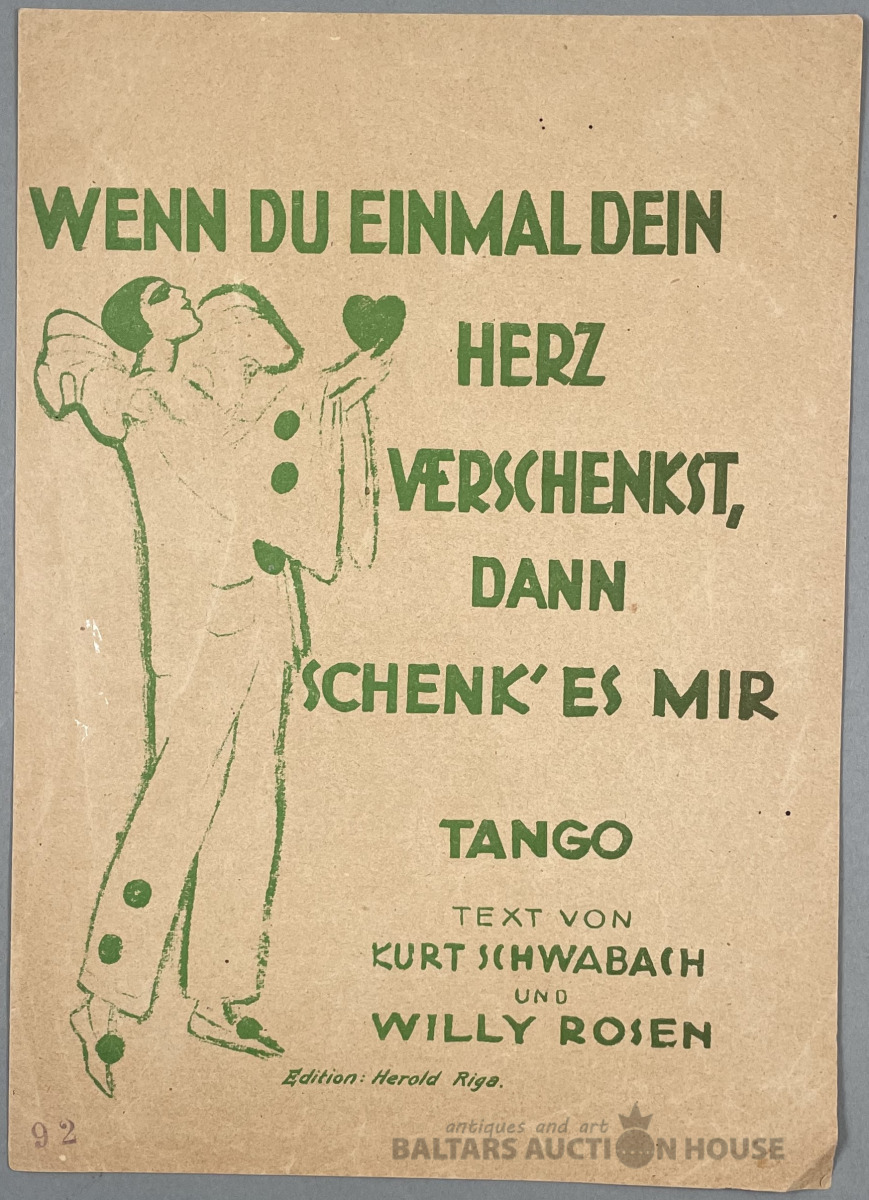 WENN DU EINMAL DEIN
HERZ
VERSCHENKST,
DANN
SCHENK' ES MIR
TANGO
TEXT VON
KURT SCHWABACH
UND
WILLY ROSEN
Edition: Herold Riga.
92
antiques and art
BALTARS AUCTION HOUSE